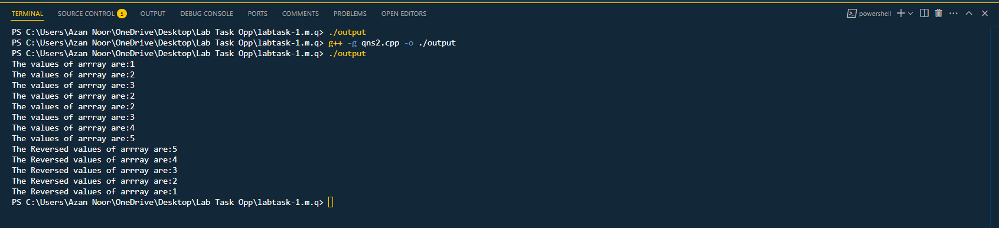 TERMINAL SOURCE CONTROL 5 OUTPUT DEBUG CONSOLE PORTS COMMENTS PROBLEMS OPEN EDITORS powershell
PS C:\Users\Azan Noor\OneDrive\Desktop\Lab Task Opp\labtask-1.m.q> ./output
PS C:\Users\Azan Noor\OneDrive\Desktop\Lab Task Opp\labtask-1.m.q> g++ -g qns2.cpp -o ./output
PS C:\Users\Azan Noor\OneDrive\Desktop\Lab Task Opp\labtask-1.m.q> ./output
The values of arrray are:1
The values of arrray are:2
The values of arrray are:3
The values of arrray are:2
The values of arrray are:2
The values of arrray are:3
The values of arrray are:4
The values of arrray are:5
The Reversed values of arrray are:5
The Reversed values of arrray are:4
The Reversed values of arrray are:3
The Reversed values of arrray are:2
The Reversed values of arrray are:1
PS C:\Users\Azan Noor\OneDrive\Desktop\Lab Task Opp\labtask-1.m.q>